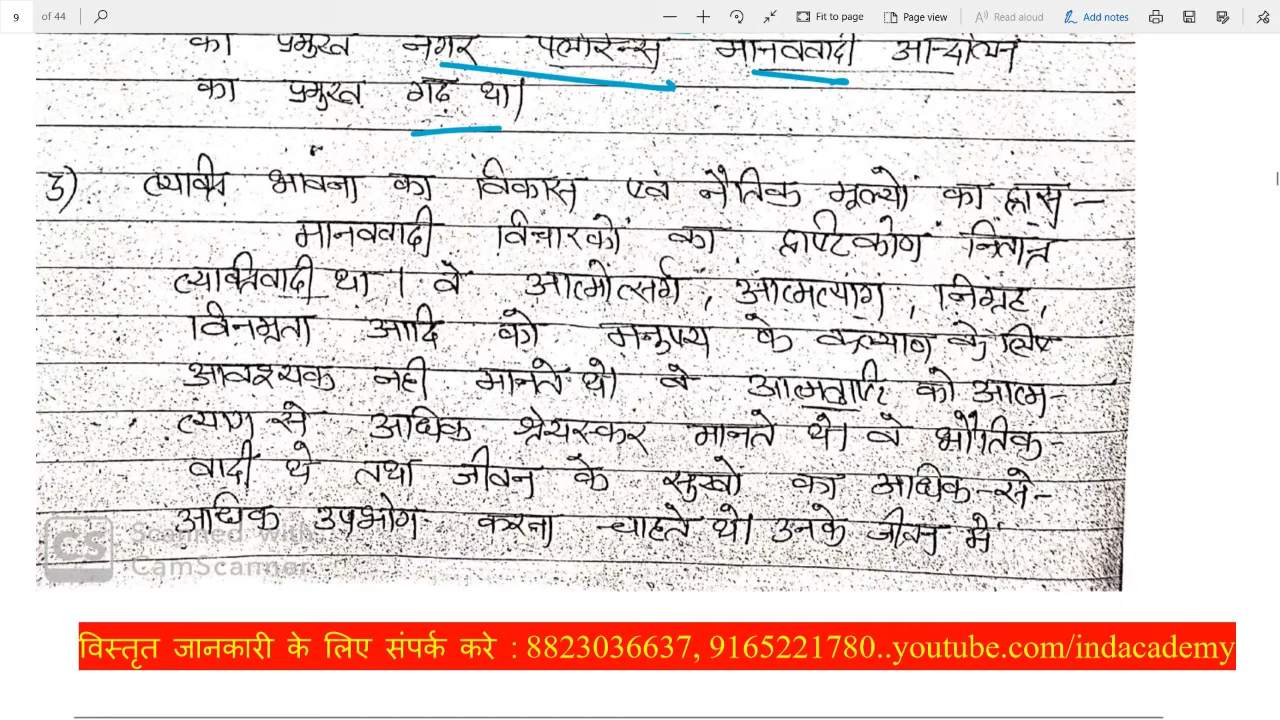 9 of 44 Fit to page Page view Read aloud Add notes
का प्रमुख नगर फ्लोरेन्स मानववादी आन्दोलन
का प्रमुख गढ़ था।
3) व्यक्ति भावना का विकास एवं नैतिक मूल्यों का ह्रास -
मानववादी विचारकों का दृष्टिकोण नितान्त
व्यक्तिवादी था । वे आत्मोत्सर्ग, आत्मत्याग, निग्रह,
विनम्रता आदि को मनुष्य के कल्याण के लिए
आवश्यक नही मानते थे। वे आत्मतृप्ति को आत्म-
त्याग से अधिक श्रेयस्कर मानते थे। वे भौतिक-
वादी थे तथा जीवन के सुखो का अधिक-से-
अधिक उपभोग करना चाहते थे। उनके जीवन में
CS Scanned with
CamScanner
विस्तृत जानकारी के लिए संपर्क करे : 8823036637, 9165221780..youtube.com/indacademy